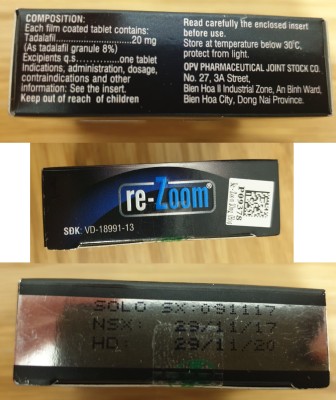 COMPOSITION:
Each film coated tablet contains:
Tadalafil..............................20 mg
(As tadalafil granule 8%)
Excipients q.s.............one tablet
Indications, administration, dosage,
contraindications and other
information: See the insert.
Keep out of reach of children
Read carefully the enclosed insert
before use.
Store at temperature below 30°C,
protect from light.
OPV PHARMACEUTICAL JOINT STOCK CO.
No. 27, 3A Street,
Bien Hoa II Industrial Zone, An Binh Ward,
Bien Hoa City, Dong Nai Province.
re-Zoom®
SĐK: VD-18991-13
P09378
SOLO SX:081117
NSX: 29/11/17
HD: 29/11/20